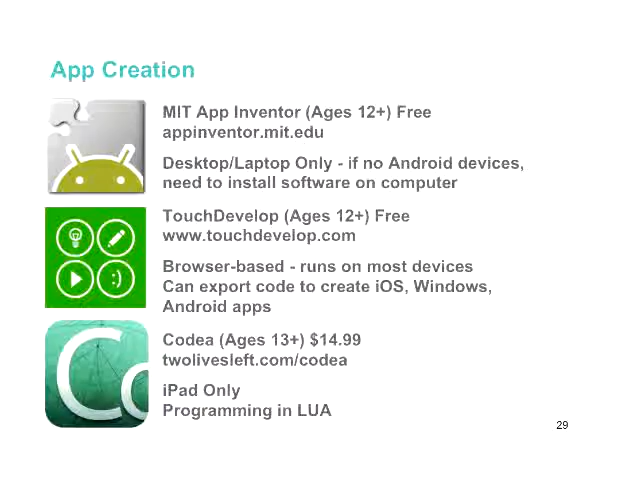 App Creation
MIT App Inventor (Ages 12+) Free
appinventor.mit.edu
Desktop/Laptop Only - if no Android devices,
need to install software on computer
TouchDevelop (Ages 12+) Free
www.touchdevelop.com
:)
Browser-based - runs on most devices
Can export code to create iOS, Windows,
Android apps
Co
Codea (Ages 13+) $14.99
twolivesleft.com/codea
iPad Only
Programming in LUA
29